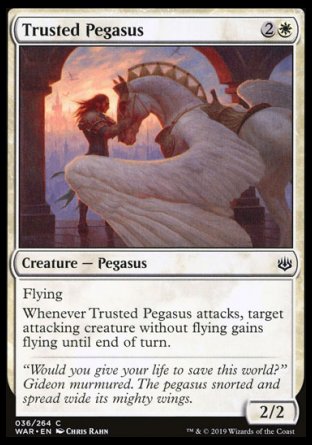 Trusted Pegasus 2
Creature — Pegasus
Flying
Whenever Trusted Pegasus attacks, target
attacking creature without flying gains
flying until end of turn.
“Would you give your life to save this world?”
Gideon murmured. The pegasus snorted and
spread wide its mighty wings.
2/2
036/264 C
WAR • EN Chris Rahn
™ & © 2019 Wizards of the Coast